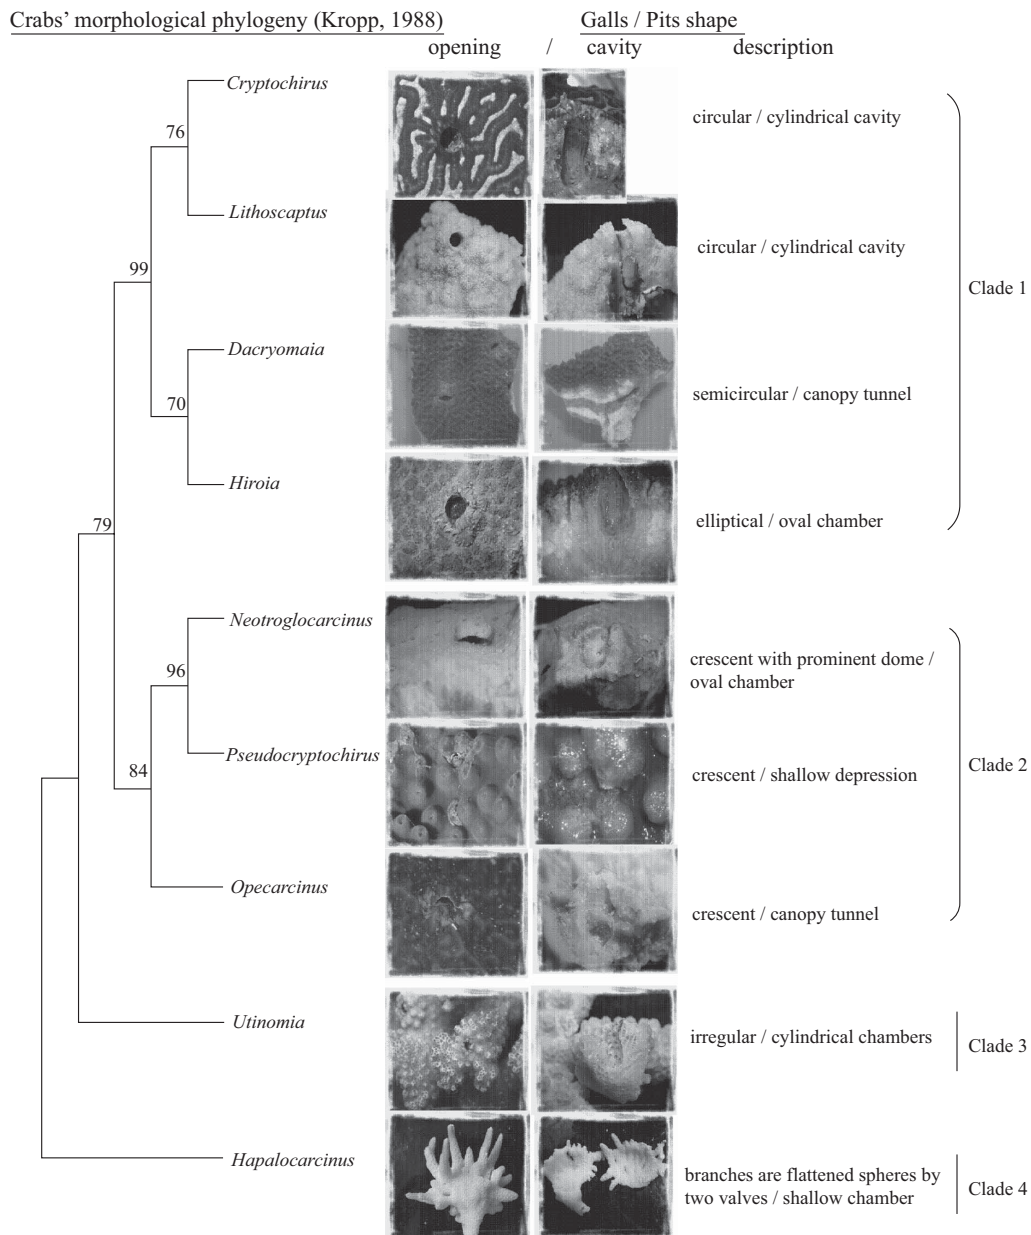 Crabs' morphological phylogeny (Kropp, 1988)
Galls / Pits shape
opening / cavity description
Cryptochirus
circular / cylindrical cavity
76
Lithoscaptus
circular / cylindrical cavity
99
Clade 1
Dacryomaia
semicircular / canopy tunnel
70
Hiroia
elliptical / oval chamber
79
Neotroglocarcinus
crescent with prominent dome /
oval chamber
96
Pseudocryptochirus
crescent / shallow depression
84
Clade 2
Opecarcinus
crescent / canopy tunnel
Utinomia
irregular / cylindrical chambers
Clade 3
Hapalocarcinus
branches are flattened spheres by
two valves / shallow chamber
Clade 4